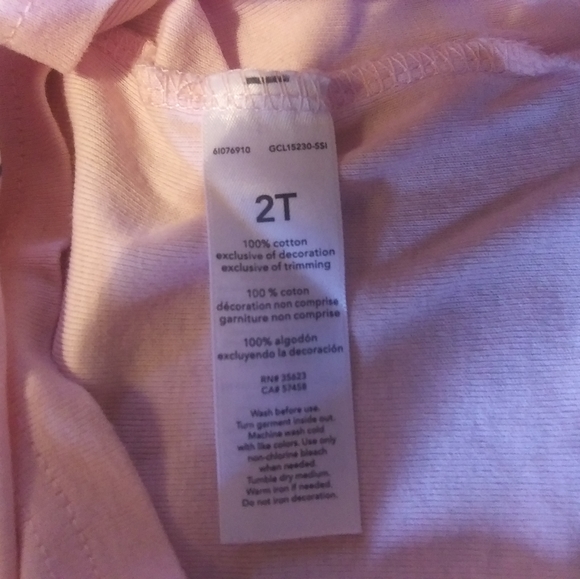 6I076910 GCL15230-SSI
2T
100% cotton
exclusive of decoration
exclusive of trimming
100 % coton
décoration non comprise
garniture non comprise
100% algodón
excluyendo la decoración
RN# 35623
CA# 57458
Wash before use.
Turn garment inside out.
Machine wash cold
with like colors. Use only
non-chlorine bleach
when needed.
Tumble dry medium.
Warm iron if needed.
Do not iron decoration.